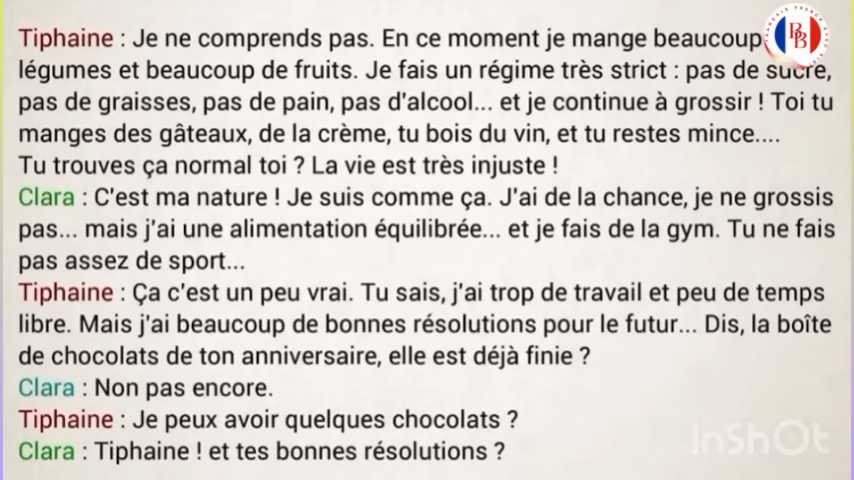 Tiphaine : Je ne comprends pas. En ce moment je mange beaucoup
légumes et beaucoup de fruits. Je fais un régime très strict : pas de sucre,
pas de graisses, pas de pain, pas d'alcool... et je continue à grossir ! Toi tu
manges des gâteaux, de la crème, tu bois du vin, et tu restes mince....
Tu trouves ça normal toi ? La vie est très injuste !
Clara : C'est ma nature ! Je suis comme ça. J'ai de la chance, je ne grossis
pas... mais j'ai une alimentation équilibrée... et je fais de la gym. Tu ne fais
pas assez de sport...
Tiphaine : Ça c'est un peu vrai. Tu sais, j'ai trop de travail et peu de temps
libre. Mais j'ai beaucoup de bonnes résolutions pour le futur... Dis, la boîte
de chocolats de ton anniversaire, elle est déjà finie ?
Clara : Non pas encore.
Tiphaine : Je peux avoir quelques chocolats ?
Clara : Tiphaine ! et tes bonnes résolutions ?
InShOt